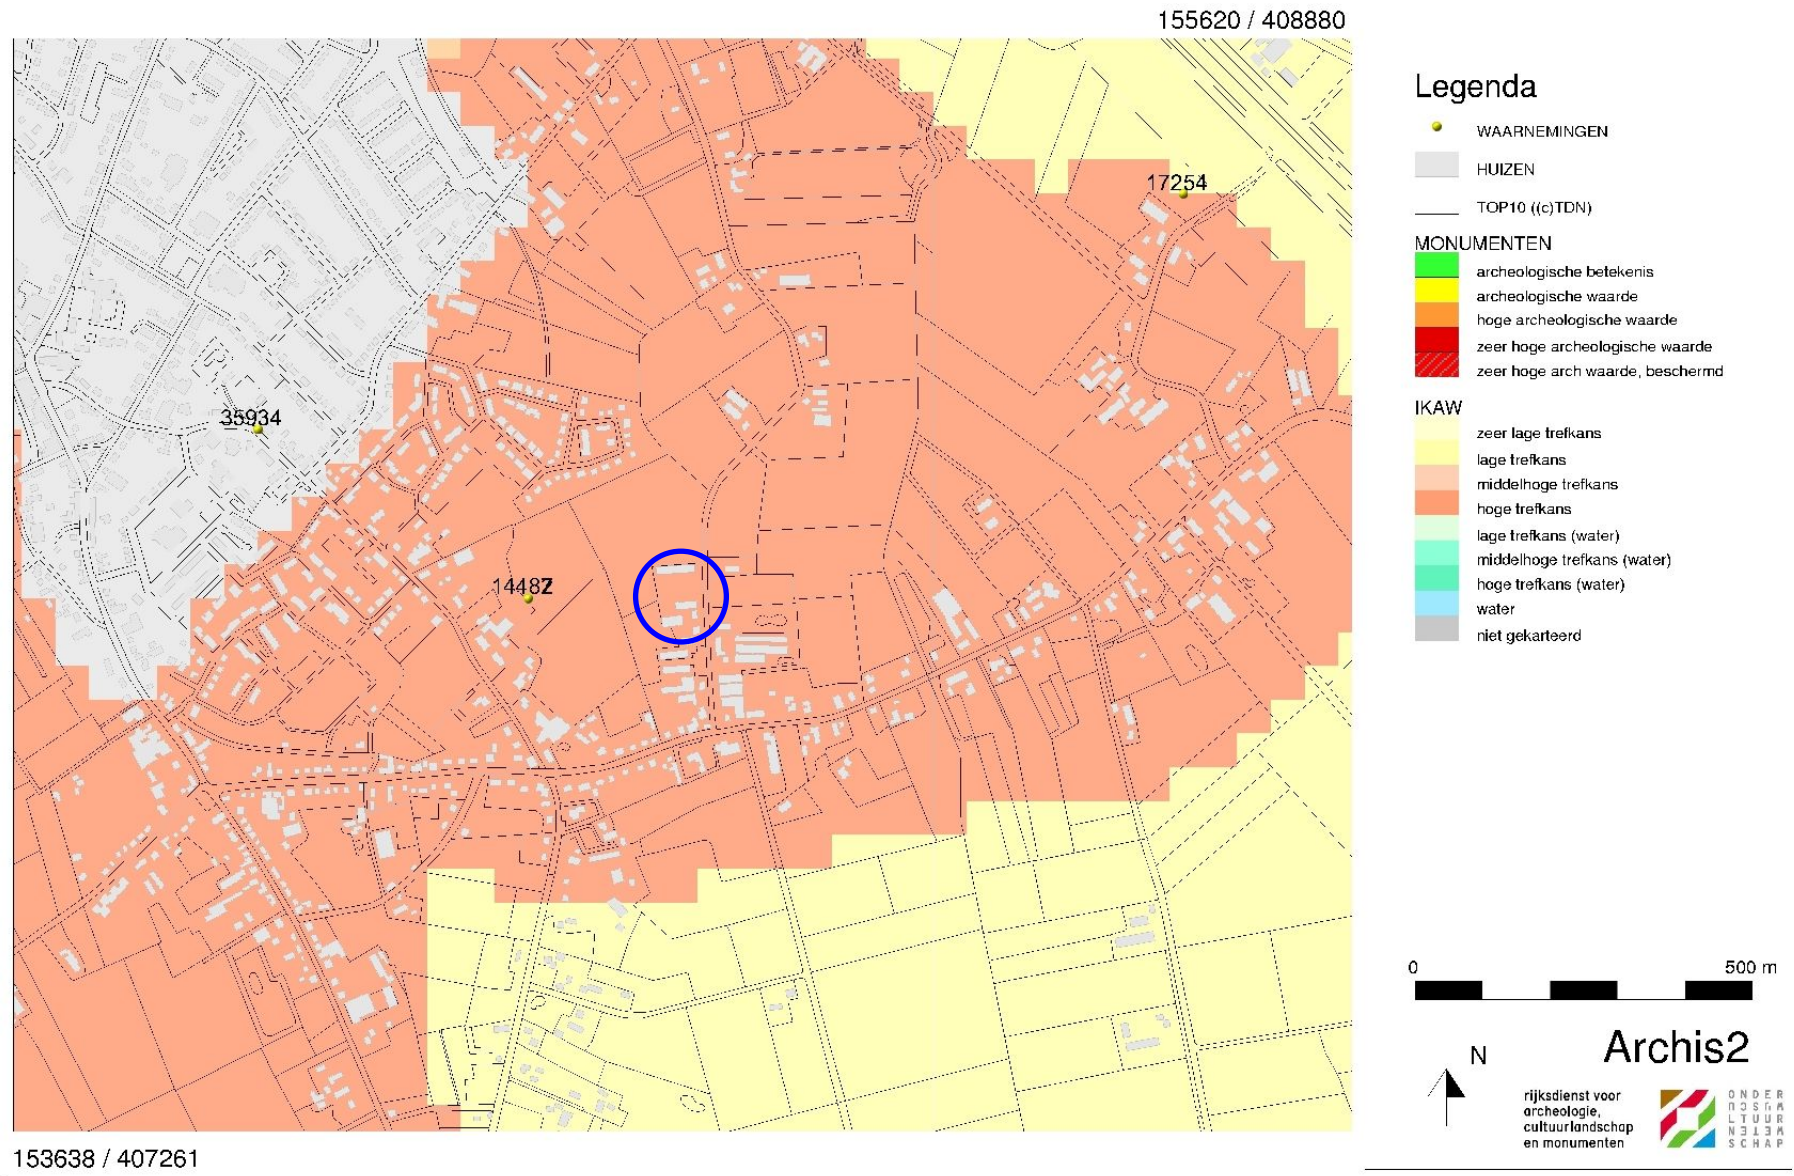 155620 / 408880
Legenda
WAARNEMINGEN
HUIZEN
TOP10 ((c)TDN)
MONUMENTEN
archeologische betekenis
archeologische waarde
hoge archeologische waarde
zeer hoge archeologische waarde
zeer hoge arch waarde, beschermd
IKAW
zeer lage trefkans
lage trefkans
middelhoge trefkans
hoge trefkans
lage trefkans (water)
middelhoge trefkans (water)
hoge trefkans (water)
water
niet gekarteerd
17254
35934
0 500 m
N
Archis2
rijksdienst voor
archeologie,
cultuurlandschap
en monumenten
ONDER
LTUUR
SCHAP
153638 / 407261